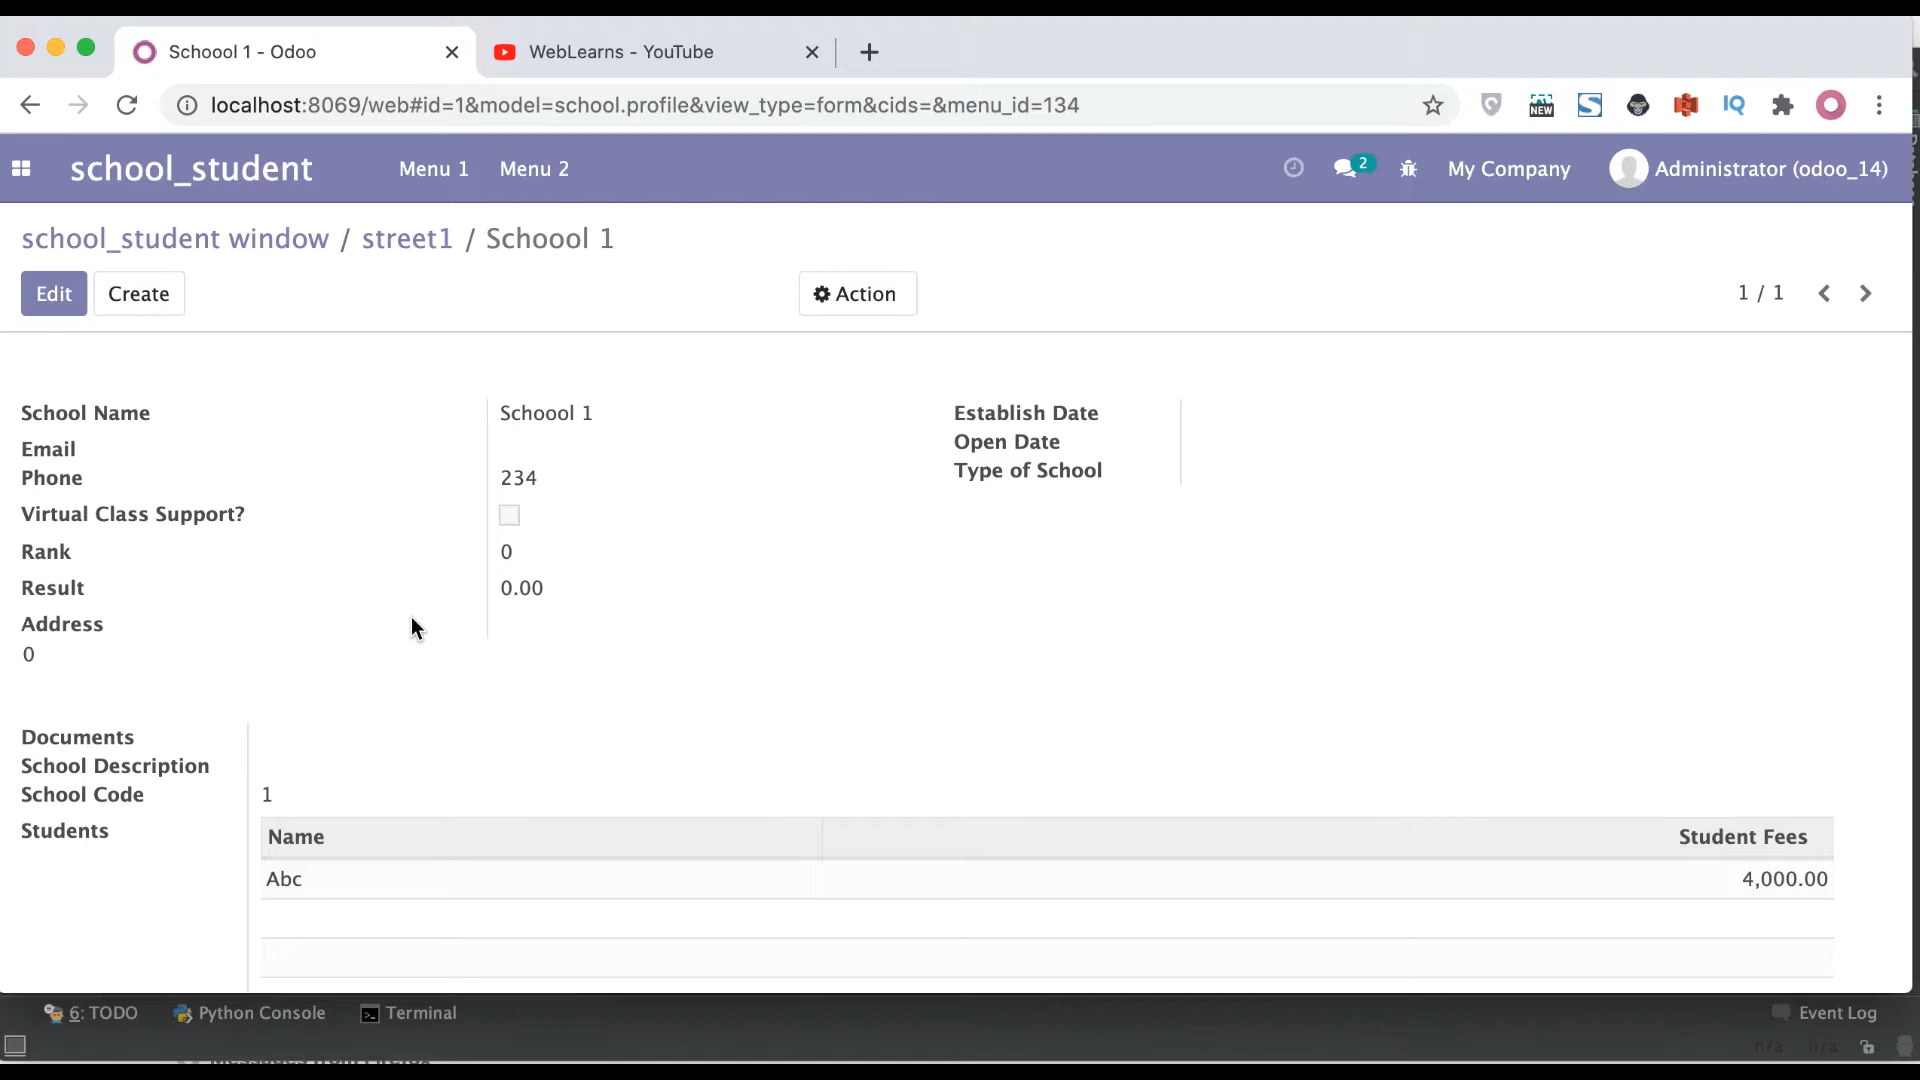 Schoool 1 - Odoo
WebLearns - YouTube
localhost:8069/web#id=1&model=school.profile&view_type=form&cids=&menu_id=134
NEW
IQ
school_student
Menu 1
Menu 2
2
My Company
Administrator (odoo_14)
school_student window / street1 / Schoool 1
Edit
Create
Action
1 / 1
School Name
Schoool 1
Email
Phone
234
Virtual Class Support?
Rank
0
Result
0.00
Address
0
Establish Date
Open Date
Type of School
Documents
School Description
School Code
1
Students
Name
Student Fees
Abc
4,000.00
6: TODO
Python Console
Terminal
Event Log
n/a
n/a